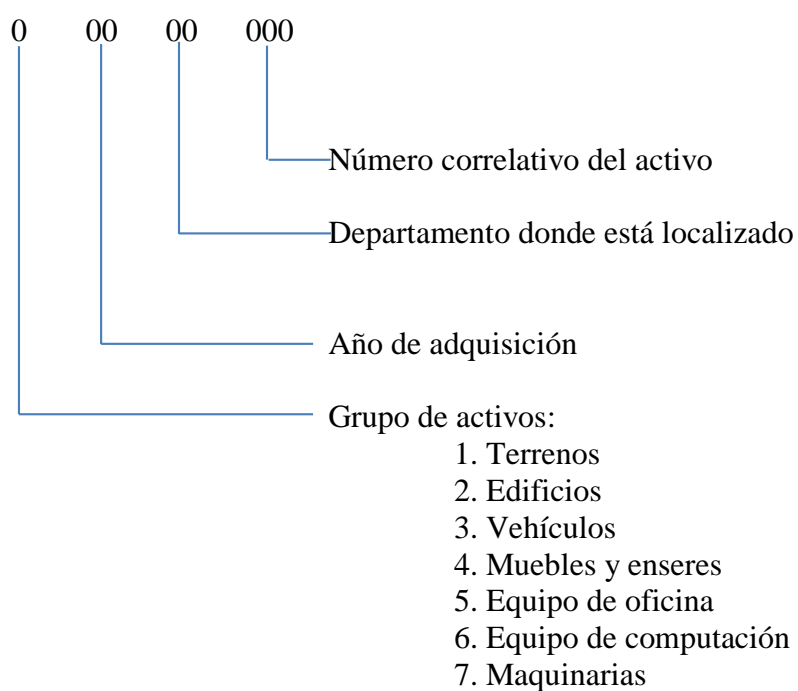 0 00 00 000
Número correlativo del activo
Departamento donde está localizado
Año de adquisición
Grupo de activos:
1. Terrenos
2. Edificios
3. Vehículos
4. Muebles y enseres
5. Equipo de oficina
6. Equipo de computación
7. Maquinarias